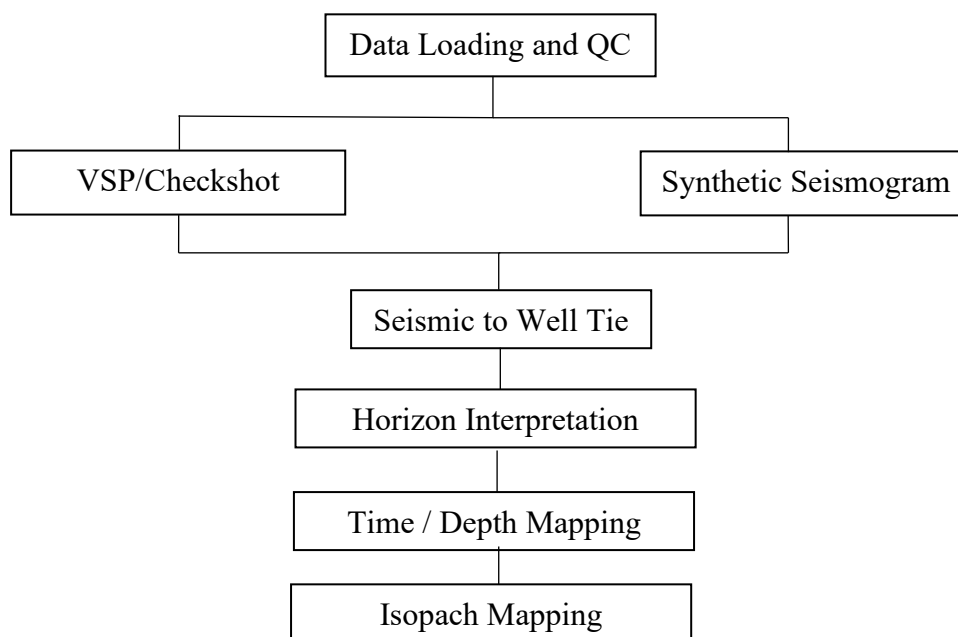 Data Loading and QC
VSP/Checkshot
Synthetic Seismogram
Seismic to Well Tie
Horizon Interpretation
Time / Depth Mapping
Isopach Mapping